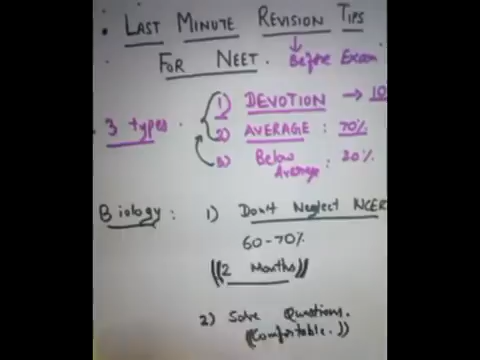 : LAST MINUTE REVISION TIPS
: FOR NEET. Before Exam
. 3 types . 1) DEVOTION → 10
2) AVERAGE : 70%
3) Below Average : 20%.
Biology : 1) Don't Neglect NCER
60-70%
((2 Months))
2) Solve Questions.
((Comfortable.))